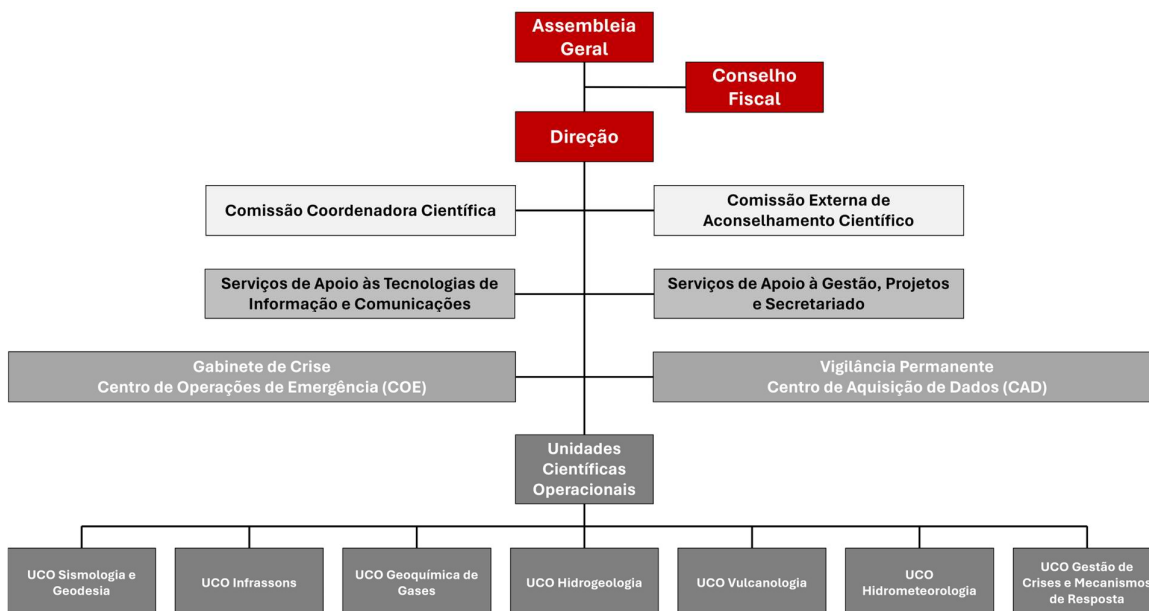 Assembleia
Geral
Conselho
Fiscal
Direção
Comissão Coordenadora Científica
Comissão Externa de
Aconselhamento Científico
Serviços de Apoio às Tecnologias de
Informação e Comunicações
Serviços de Apoio à Gestão, Projetos
e Secretariado
Gabinete de Crise
Centro de Operações de Emergência (COE)
Vigilância Permanente
Centro de Aquisição de Dados (CAD)
Unidades
Científicas
Operacionais
UCO Sismologia e
Geodesia
UCO Infrassons
UCO Geoquímica de
Gases
UCO Hidrogeologia
UCO Vulcanologia
UCO
Hidrometeorologia
UCO Gestão de
Crises e Mecanismos
de Resposta